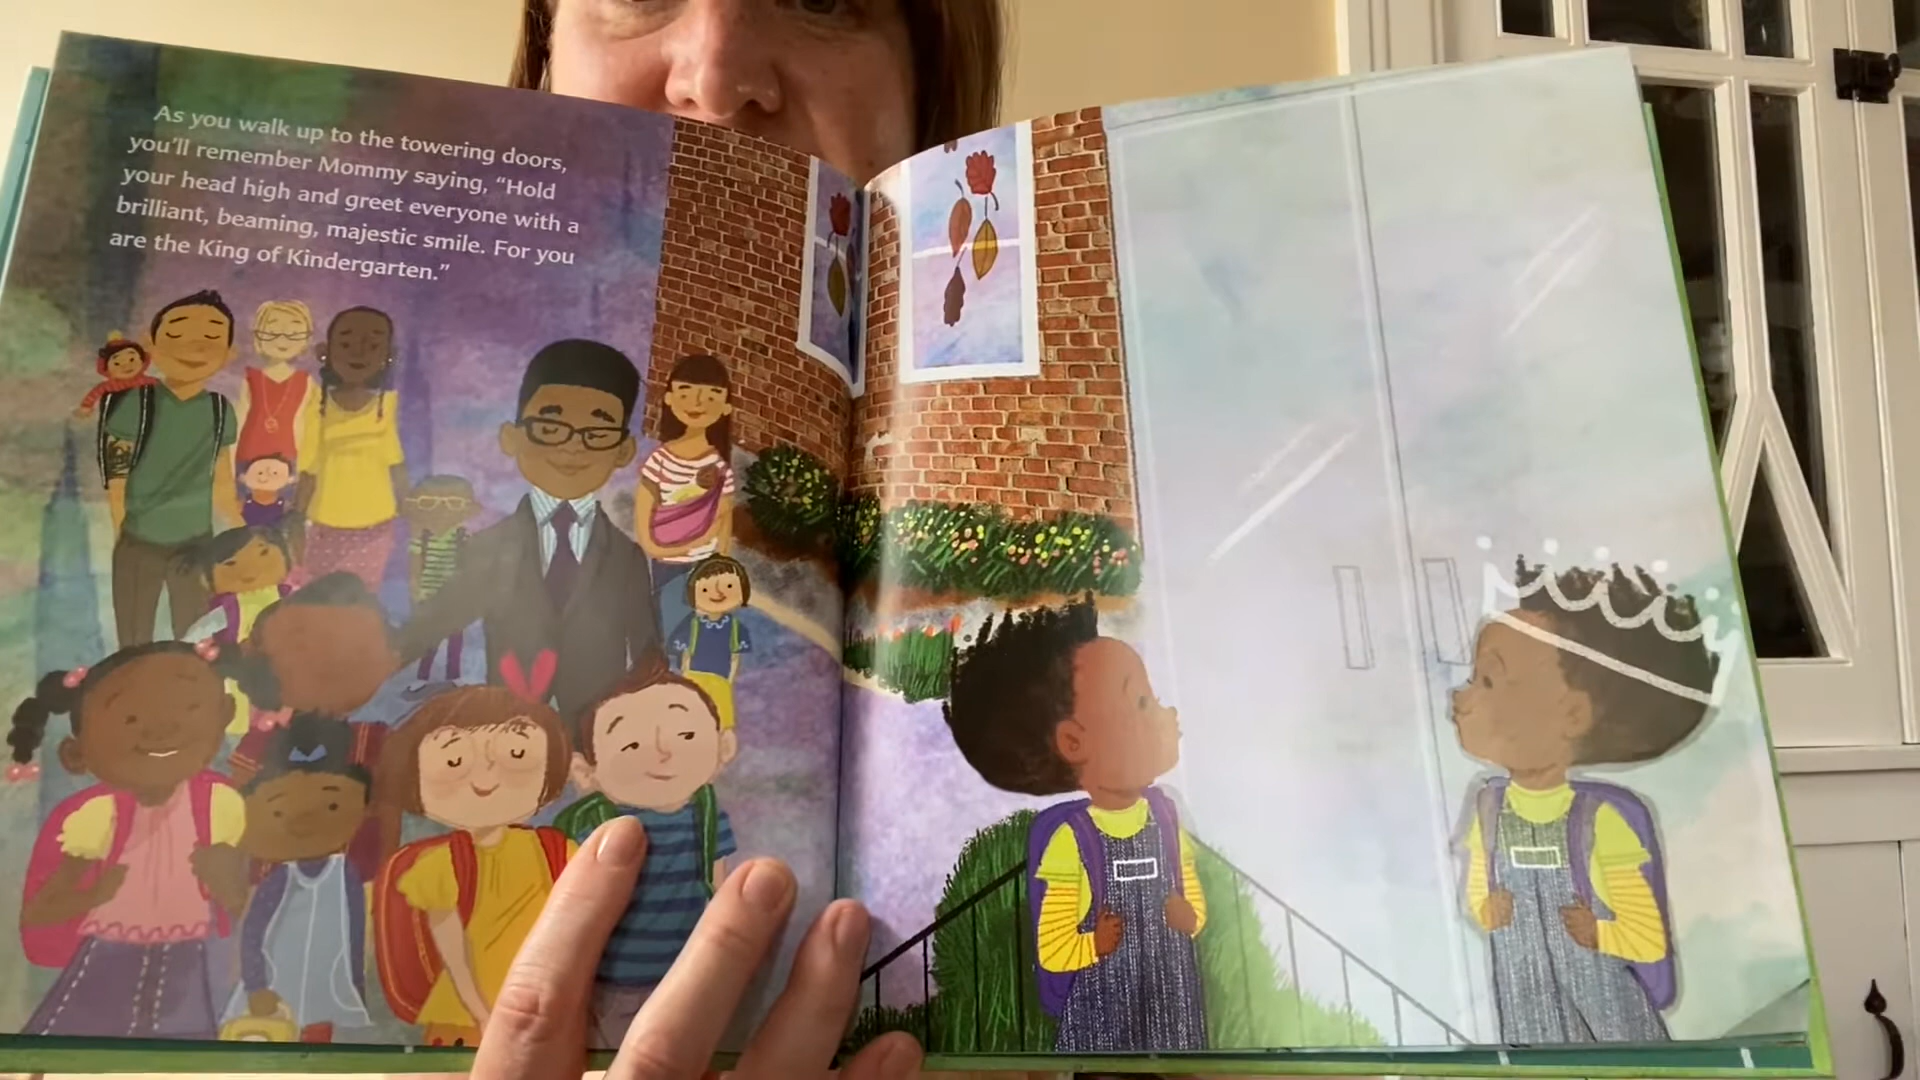 As you walk up to the towering doors,
you'll remember Mommy saying, “Hold
your head high and greet everyone with a
brilliant, beaming, majestic smile. For you
are the King of Kindergarten.”